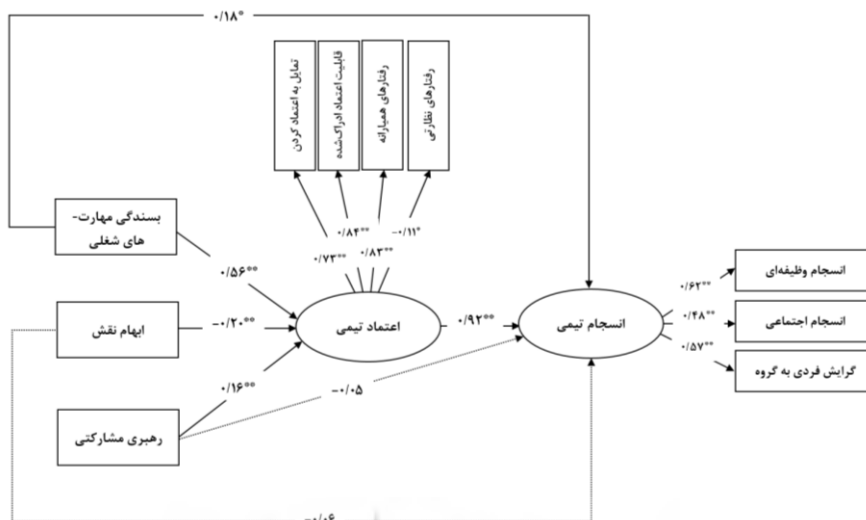 ۰/۱۸*
تمایل به اعتماد کردن
قابلیت اعتماد ادراک‌شده
رفتارهای همیارانه
رفتارهای نظارتی
۰/۷۳**
۰/۸۴**
۰/۸۳**
-۰/۱۱*
بسندگی مهارت-
های شغلی
۰/۵۶**
ابهام نقش
-۰/۲۰**
رهبری مشارکتی
۰/۱۶**
اعتماد تیمی
۰/۹۲**
انسجام تیمی
-۰/۰۵
۰/۶۲**
انسجام وظیفه‌ای
۰/۴۸**
انسجام اجتماعی
۰/۵۷**
گرایش فردی به گروه
-۰/۰۶